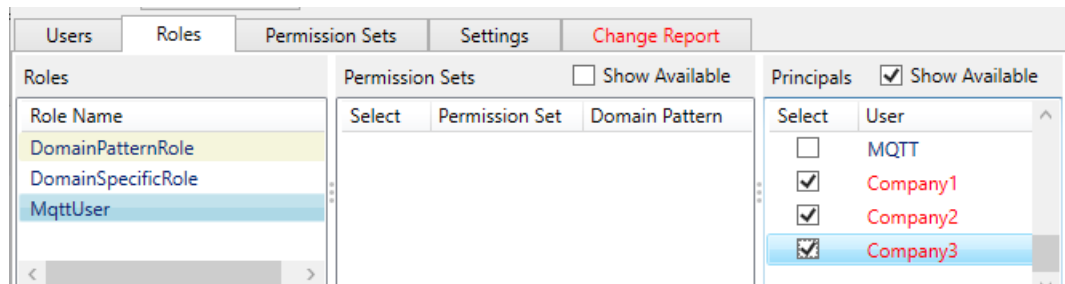 Users Roles Permission Sets Settings Change Report
Roles Permission Sets Show Available Principals Show Available
Role Name Select Permission Set Domain Pattern Select User
DomainPatternRole MQTT
DomainSpecificRole Company1
MqttUser Company2
Company3